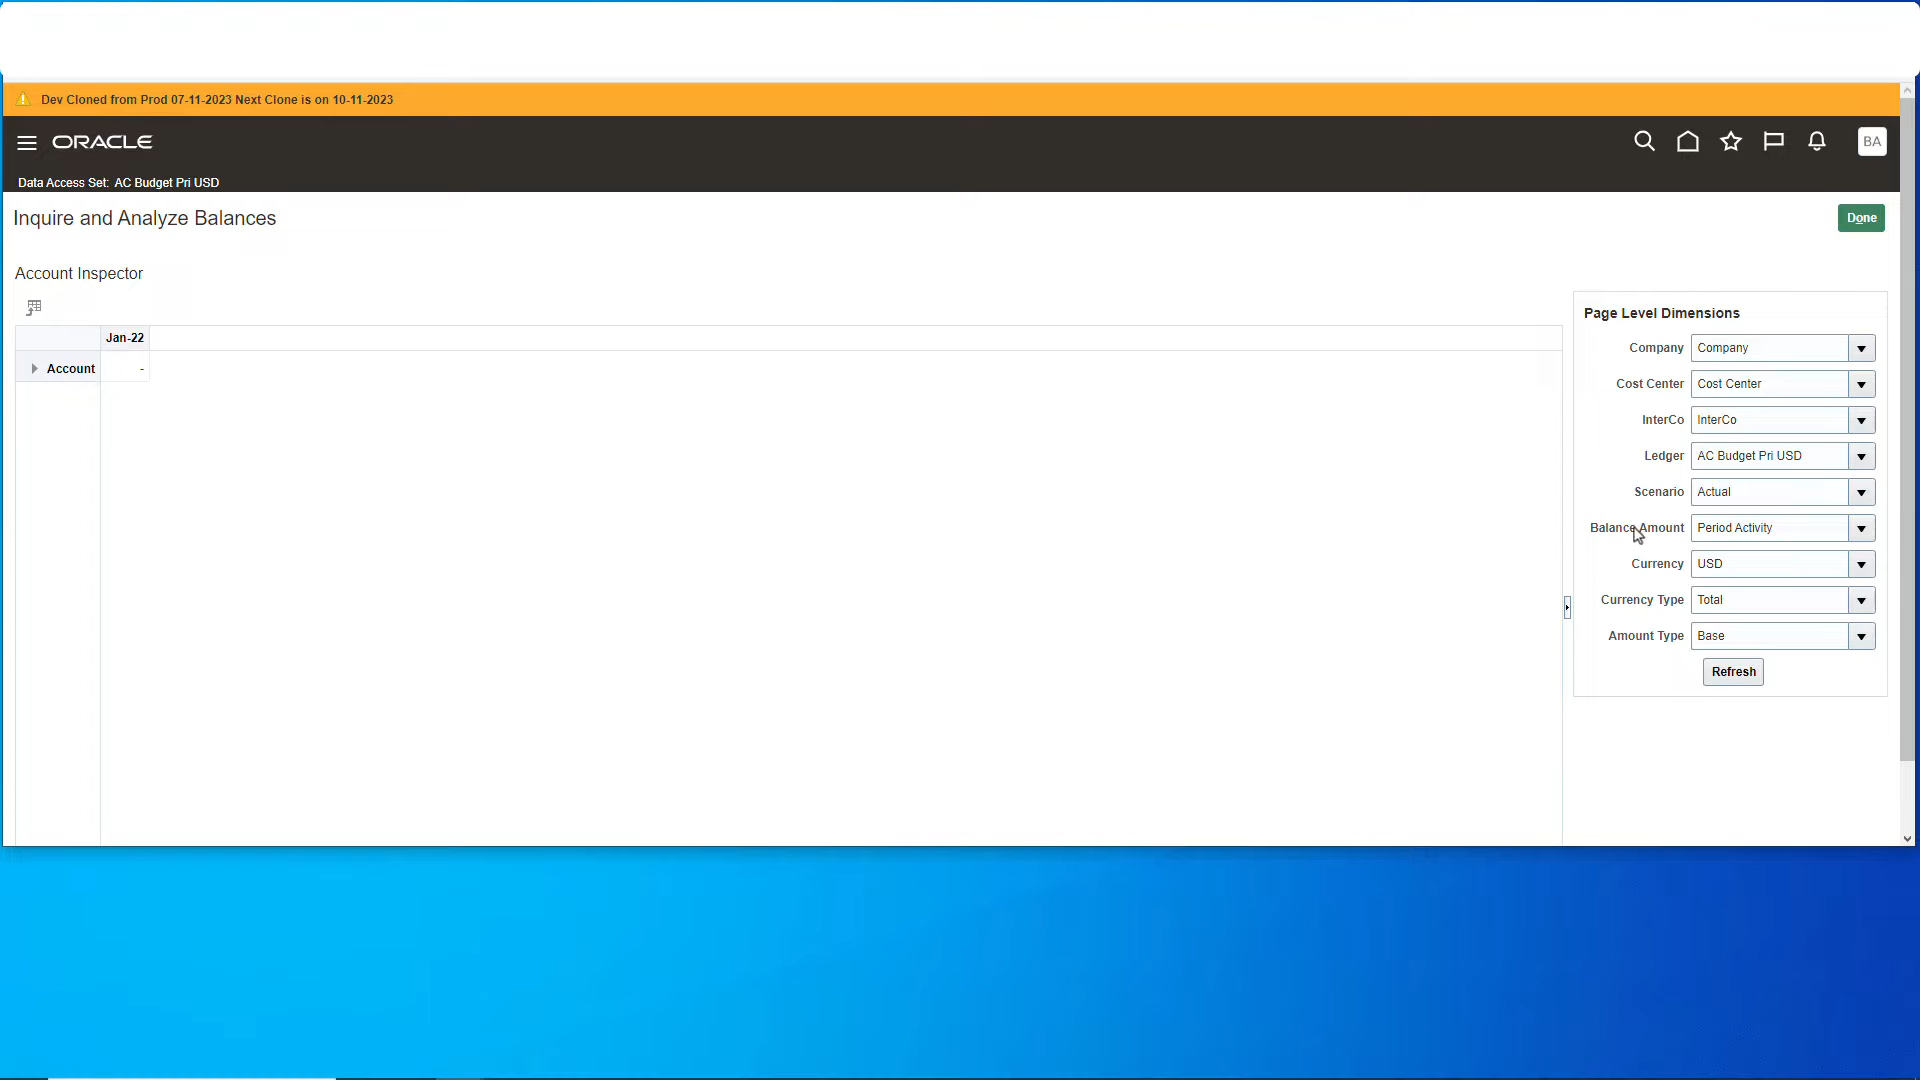 Dev Cloned from Prod 07-11-2023 Next Clone is on 10-11-2023
ORACLE
BA
Data Access Set: AC Budget Pri USD
Inquire and Analyze Balances
Done
Account Inspector
Jan-22
Account -
Page Level Dimensions
Company Company
Cost Center Cost Center
InterCo InterCo
Ledger AC Budget Pri USD
Scenario Actual
Balance Amount Period Activity
Currency USD
Currency Type Total
Amount Type Base
Refresh